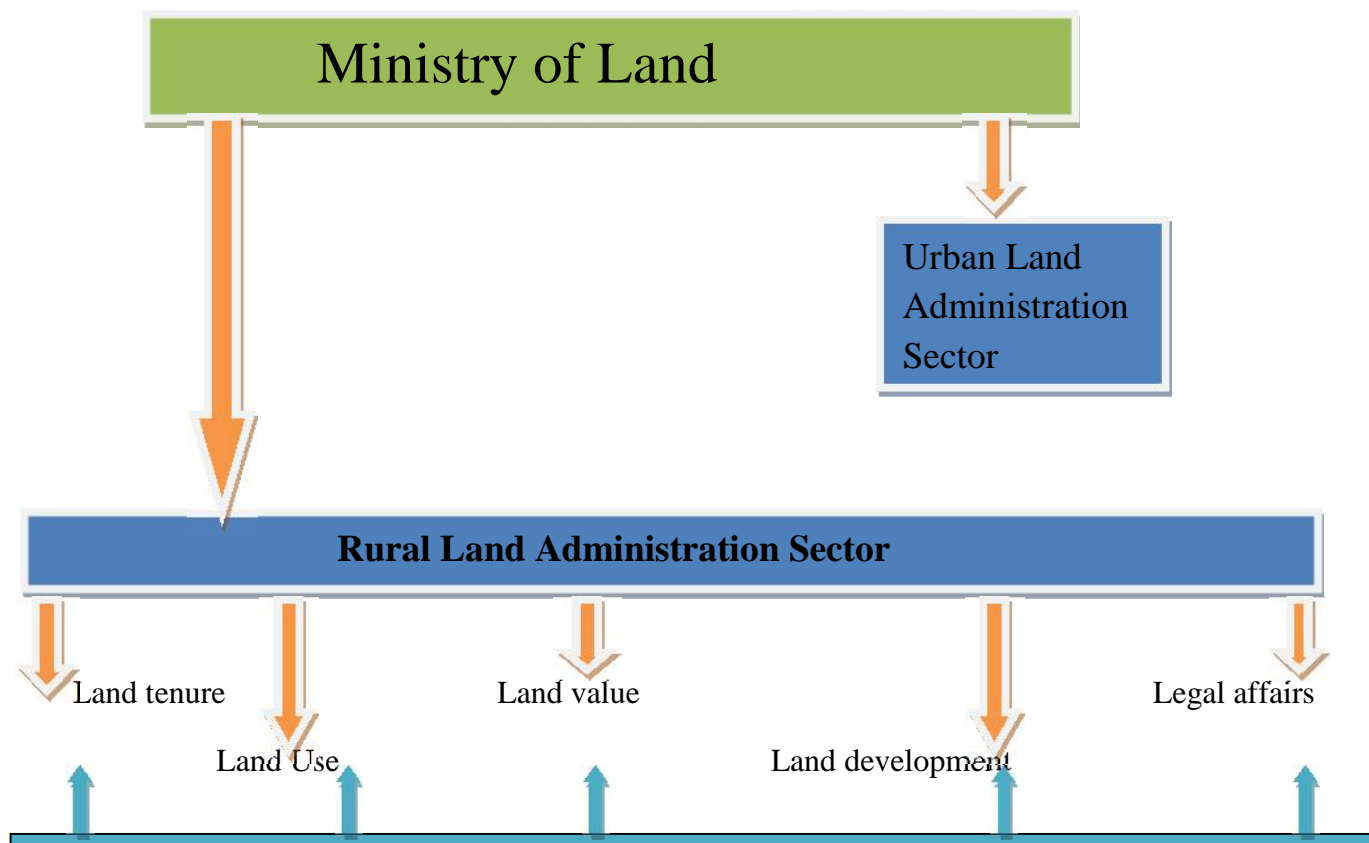 Ministry of Land
Urban Land
Administration
Sector
Rural Land Administration Sector
Land tenure
Land value
Legal affairs
Land Use
Land development